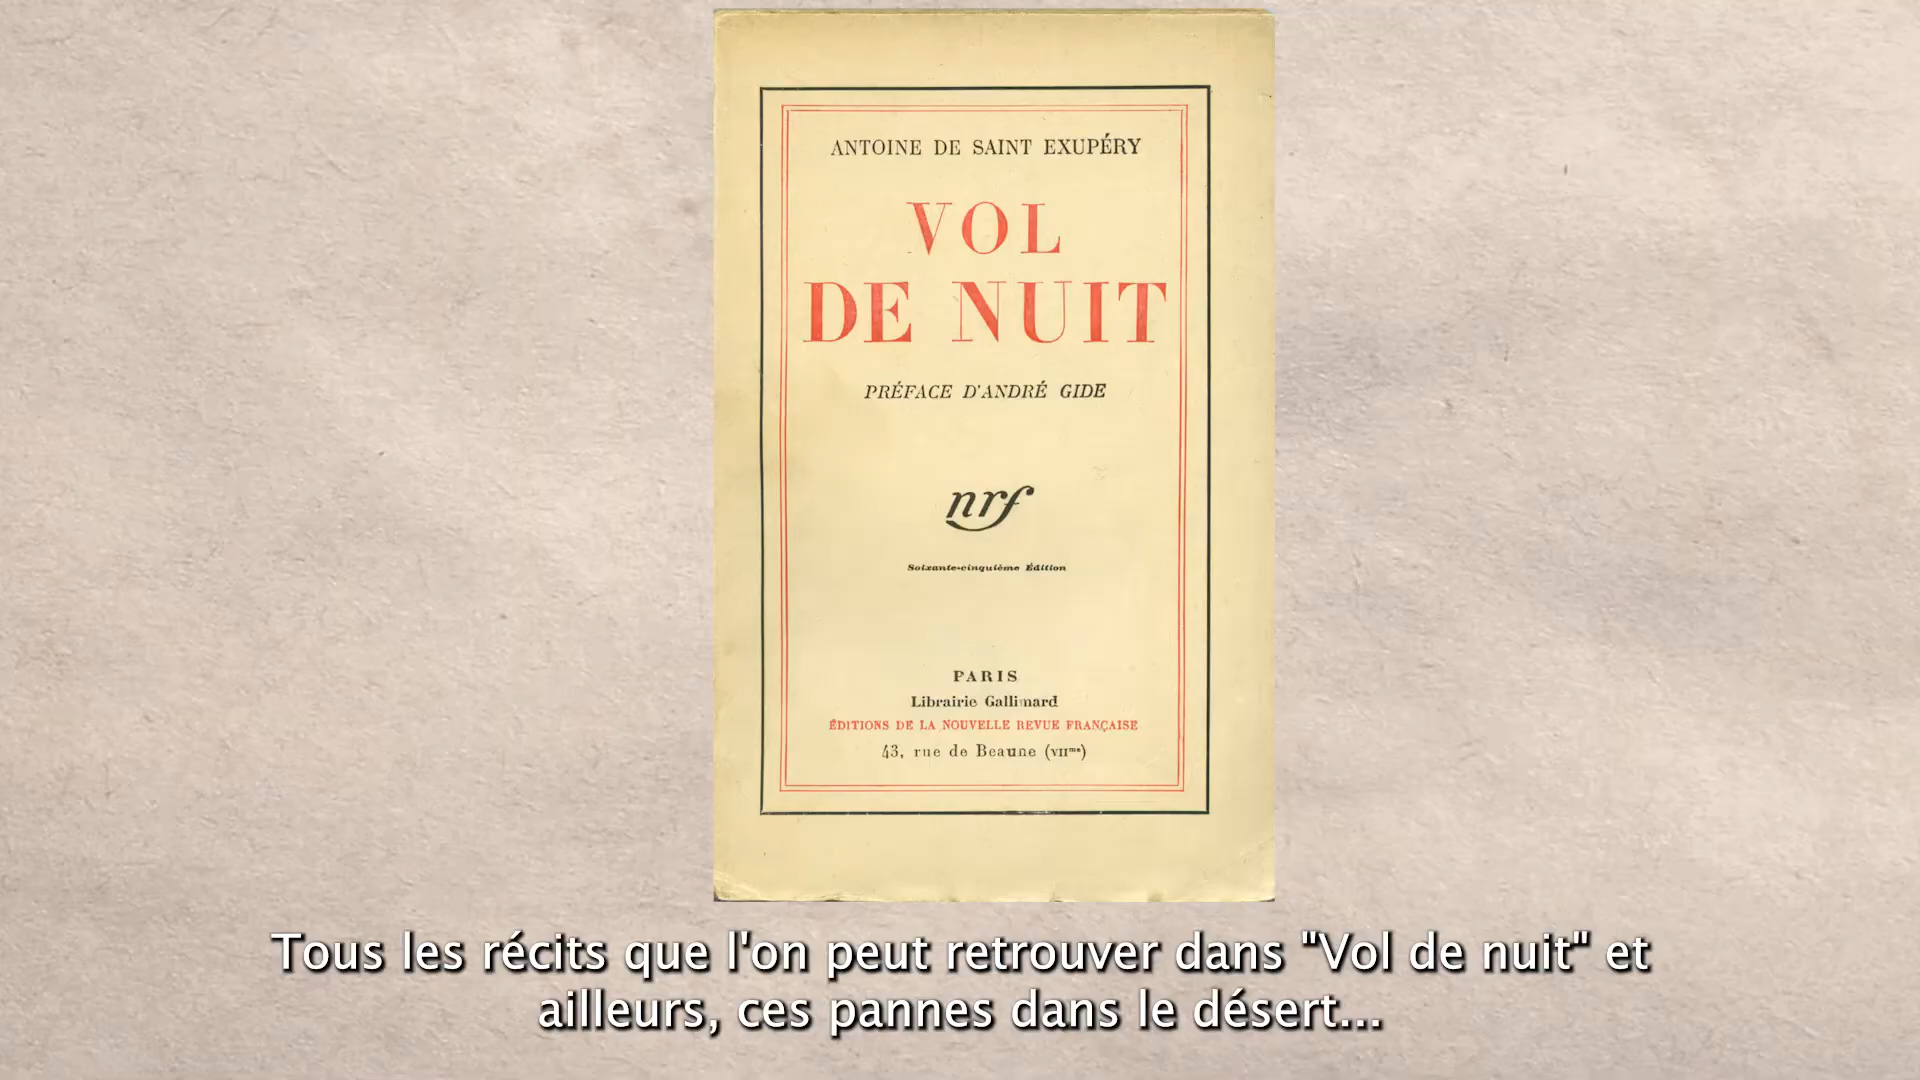 ANTOINE DE SAINT EXUPÉRY
VOL
DE NUIT
PRÉFACE D'ANDRÉ GIDE
nrf
Soixante-cinquième Édition
PARIS
Librairie Gallimard
ÉDITIONS DE LA NOUVELLE REVUE FRANÇAISE
43, rue de Beaune (VIIme)
Tous les récits que l'on peut retrouver dans "Vol de nuit" et
ailleurs, ces pannes dans le désert...